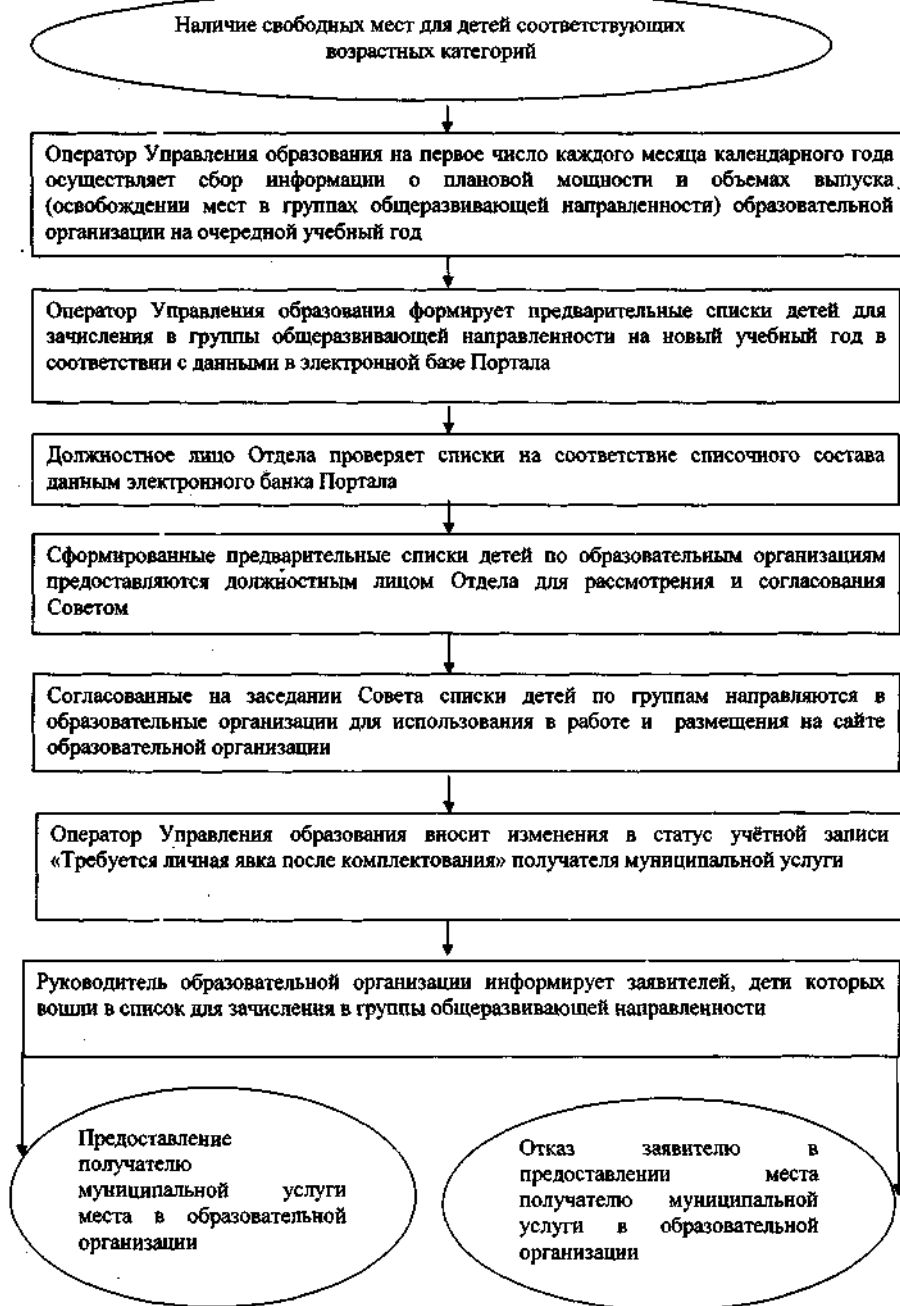 Наличие свободных мест для детей соответствующих
возрастных категорий
Оператор Управления образования на первое число каждого месяца календарного года
осуществляет сбор информации о плановой мощности и объемах выпуска
(освобождении мест в группах общеразвивающей направленности) образовательной
организации на очередной учебный год
Оператор Управления образования формирует предварительные списки детей для
зачисления в группы общеразвивающей направленности на новый учебный год в
соответствии с данными в электронной базе Портала
Должностное лицо Отдела проверяет списки на соответствие списочного состава
данным электронного банка Портала
Сформированные предварительные списки детей по образовательным организациям
предоставляются должностным лицом Отдела для рассмотрения и согласования
Советом
Согласованные на заседании Совета списки детей по группам направляются в
образовательные организации для использования в работе и размещения на сайте
образовательной организации
Оператор Управления образования вносит изменения в статус учётной записи
«Требуется личная явка после комплектования» получателя муниципальной услуги
Руководитель образовательной организации информирует заявителей, дети которых
вошли в список для зачисления в группы общеразвивающей направленности
Предоставление
получателю
муниципальной услуги
места в образовательной
организации
Отказ заявителю в
предоставлении места
получателю муниципальной
услуги в образовательной
организации